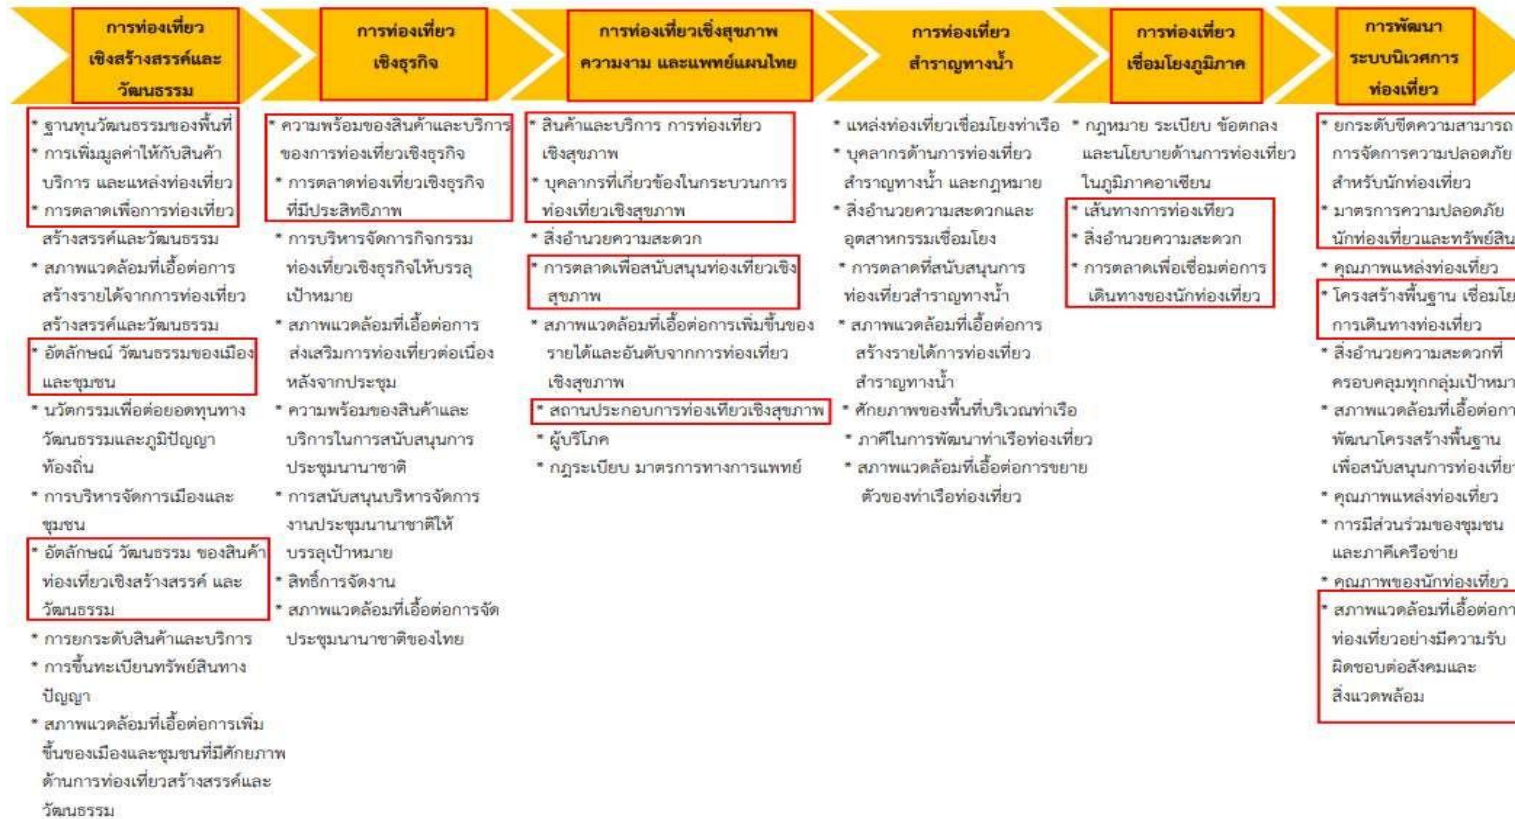 การท่องเที่ยว
เชิงสร้างสรรค์และ
วัฒนธรรม
* ฐานทุนวัฒนธรรมของพื้นที่
* การเพิ่มมูลค่าให้กับสินค้า
บริการ และแหล่งท่องเที่ยว
* การตลาดเพื่อการท่องเที่ยว
สร้างสรรค์และวัฒนธรรม
* สภาพแวดล้อมที่เอื้อต่อการ
สร้างรายได้จากการท่องเที่ยว
สร้างสรรค์และวัฒนธรรม
* อัตลักษณ์ วัฒนธรรมของเมือง
และชุมชน
* นวัตกรรมเพื่อต่อยอดทุนทาง
วัฒนธรรมและภูมิปัญญา
ท้องถิ่น
* การบริหารจัดการเมืองและ
ชุมชน
* อัตลักษณ์ วัฒนธรรม ของสินค้า
ท่องเที่ยวเชิงสร้างสรรค์ และ
วัฒนธรรม
* การยกระดับสินค้าและบริการ
* การขึ้นทะเบียนทรัพย์สินทาง
ปัญญา
* สภาพแวดล้อมที่เอื้อต่อการเพิ่ม
ขึ้นของเมืองและชุมชนที่มีศักยภาพ
ด้านการท่องเที่ยวสร้างสรรค์และ
วัฒนธรรม
การท่องเที่ยว
เชิงธุรกิจ
* ความพร้อมของสินค้าและบริการ
ของการท่องเที่ยวเชิงธุรกิจ
* การตลาดท่องเที่ยวเชิงธุรกิจ
ที่มีประสิทธิภาพ
* การบริหารจัดการกิจกรรม
ท่องเที่ยวเชิงธุรกิจให้บรรลุ
เป้าหมาย
* สภาพแวดล้อมที่เอื้อต่อการ
ส่งเสริมการท่องเที่ยวต่อเนื่อง
หลังจากประชุม
* ความพร้อมของสินค้าและ
บริการในการสนับสนุนการ
ประชุมนานาชาติ
* การสนับสนุนบริหารจัดการ
งานประชุมนานาชาติให้
บรรลุเป้าหมาย
* สิทธิ์การจัดงาน
* สภาพแวดล้อมที่เอื้อต่อการจัด
ประชุมนานาชาติของไทย
การท่องเที่ยวเชิงสุขภาพ
ความงาม และแพทย์แผนไทย
* สินค้าและบริการ การท่องเที่ยว
เชิงสุขภาพ
* บุคลากรที่เกี่ยวข้องในกระบวนการ
ท่องเที่ยวเชิงสุขภาพ
* สิ่งอำนวยความสะดวก
* การตลาดเพื่อสนับสนุนท่องเที่ยวเชิง
สุขภาพ
* สภาพแวดล้อมที่เอื้อต่อการเพิ่มขึ้นของ
รายได้และอันดับจากการท่องเที่ยว
เชิงสุขภาพ
* สถานประกอบการท่องเที่ยวเชิงสุขภาพ
* ผู้บริโภค
* กฎระเบียบ มาตรการทางการแพทย์
การท่องเที่ยว
สำราญทางน้ำ
* แหล่งท่องเที่ยวเชื่อมโยงท่าเรือ
* บุคลากรด้านการท่องเที่ยว
สำราญทางน้ำ และกฎหมาย
* สิ่งอำนวยความสะดวกและ
อุตสาหกรรมเชื่อมโยง
* การตลาดที่สนับสนุนการ
ท่องเที่ยวสำราญทางน้ำ
* สภาพแวดล้อมที่เอื้อต่อการ
สร้างรายได้การท่องเที่ยว
สำราญทางน้ำ
* ศักยภาพของพื้นที่บริเวณท่าเรือ
* ภาคีในการพัฒนาท่าเรือท่องเที่ยว
* สภาพแวดล้อมที่เอื้อต่อการขยาย
ตัวของท่าเรือท่องเที่ยว
การท่องเที่ยว
เชื่อมโยงภูมิภาค
* กฎหมาย ระเบียบ ข้อตกลง
และนโยบายด้านการท่องเที่ยว
ในภูมิภาคอาเซียน
* เส้นทางการท่องเที่ยว
* สิ่งอำนวยความสะดวก
* การตลาดเพื่อเชื่อมต่อการ
เดินทางของนักท่องเที่ยว
การพัฒนา
ระบบนิเวศการ
ท่องเที่ยว
* ยกระดับขีดความสามารถ
การจัดการความปลอดภัย
สำหรับนักท่องเที่ยว
* มาตรการความปลอดภัย
นักท่องเที่ยวและทรัพย์สิน
* คุณภาพแหล่งท่องเที่ยว
* โครงสร้างพื้นฐาน เชื่อมโย
การเดินทางท่องเที่ยว
* สิ่งอำนวยความสะดวกที่
ครอบคลุมทุกกลุ่มเป้าหมา
* สภาพแวดล้อมที่เอื้อต่อกา
พัฒนาโครงสร้างพื้นฐาน
เพื่อสนับสนุนการท่องเที่ย
* คุณภาพแหล่งท่องเที่ยว
* การมีส่วนร่วมของชุมชน
และภาคีเครือข่าย
* คุณภาพของนักท่องเที่ยว
* สภาพแวดล้อมที่เอื้อต่อกา
ท่องเที่ยวอย่างมีความรับ
ผิดชอบต่อสังคมและ
สิ่งแวดพล้อม